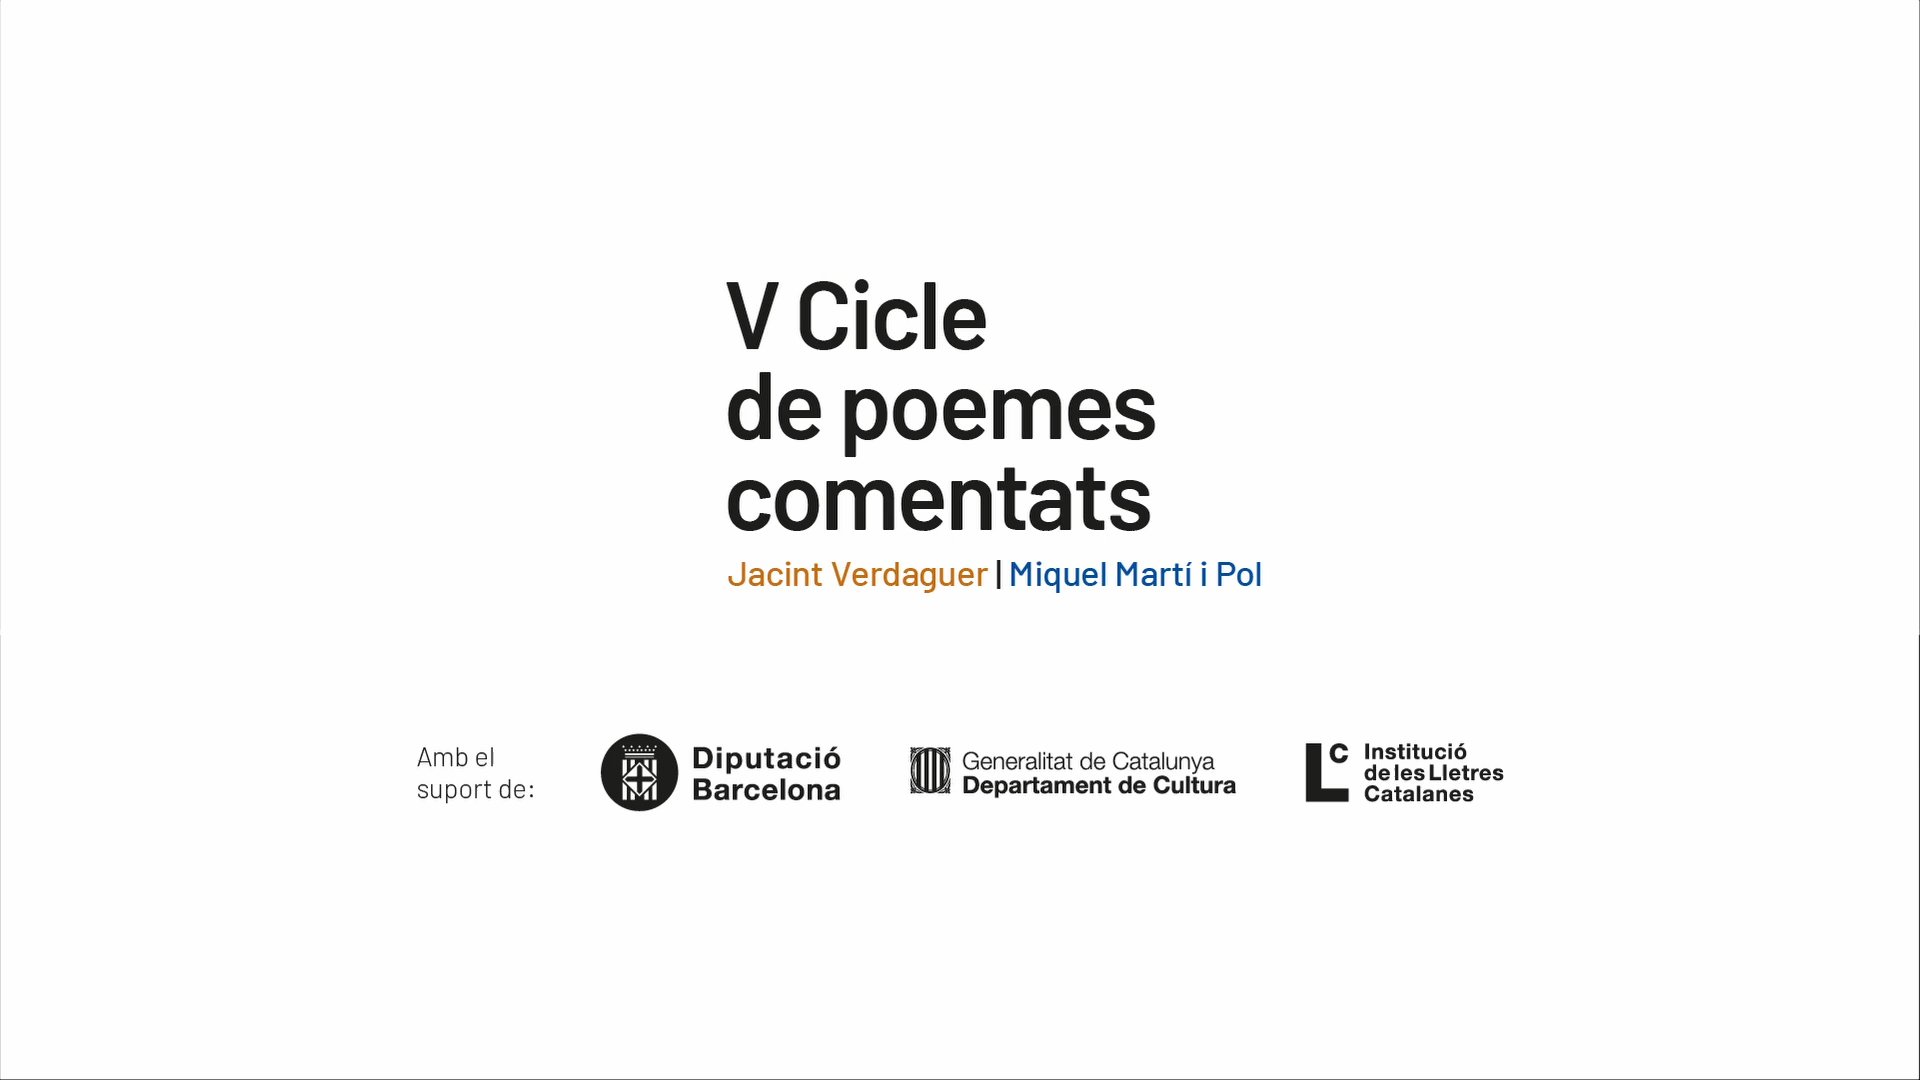 V Cicle
de poemes
comentats
Jacint Verdaguer | Miquel Martí i Pol
Amb el
suport de:
Diputació
Barcelona
Generalitat de Catalunya
Departament de Cultura
Lc
Institució
de les Lletres
Catalanes